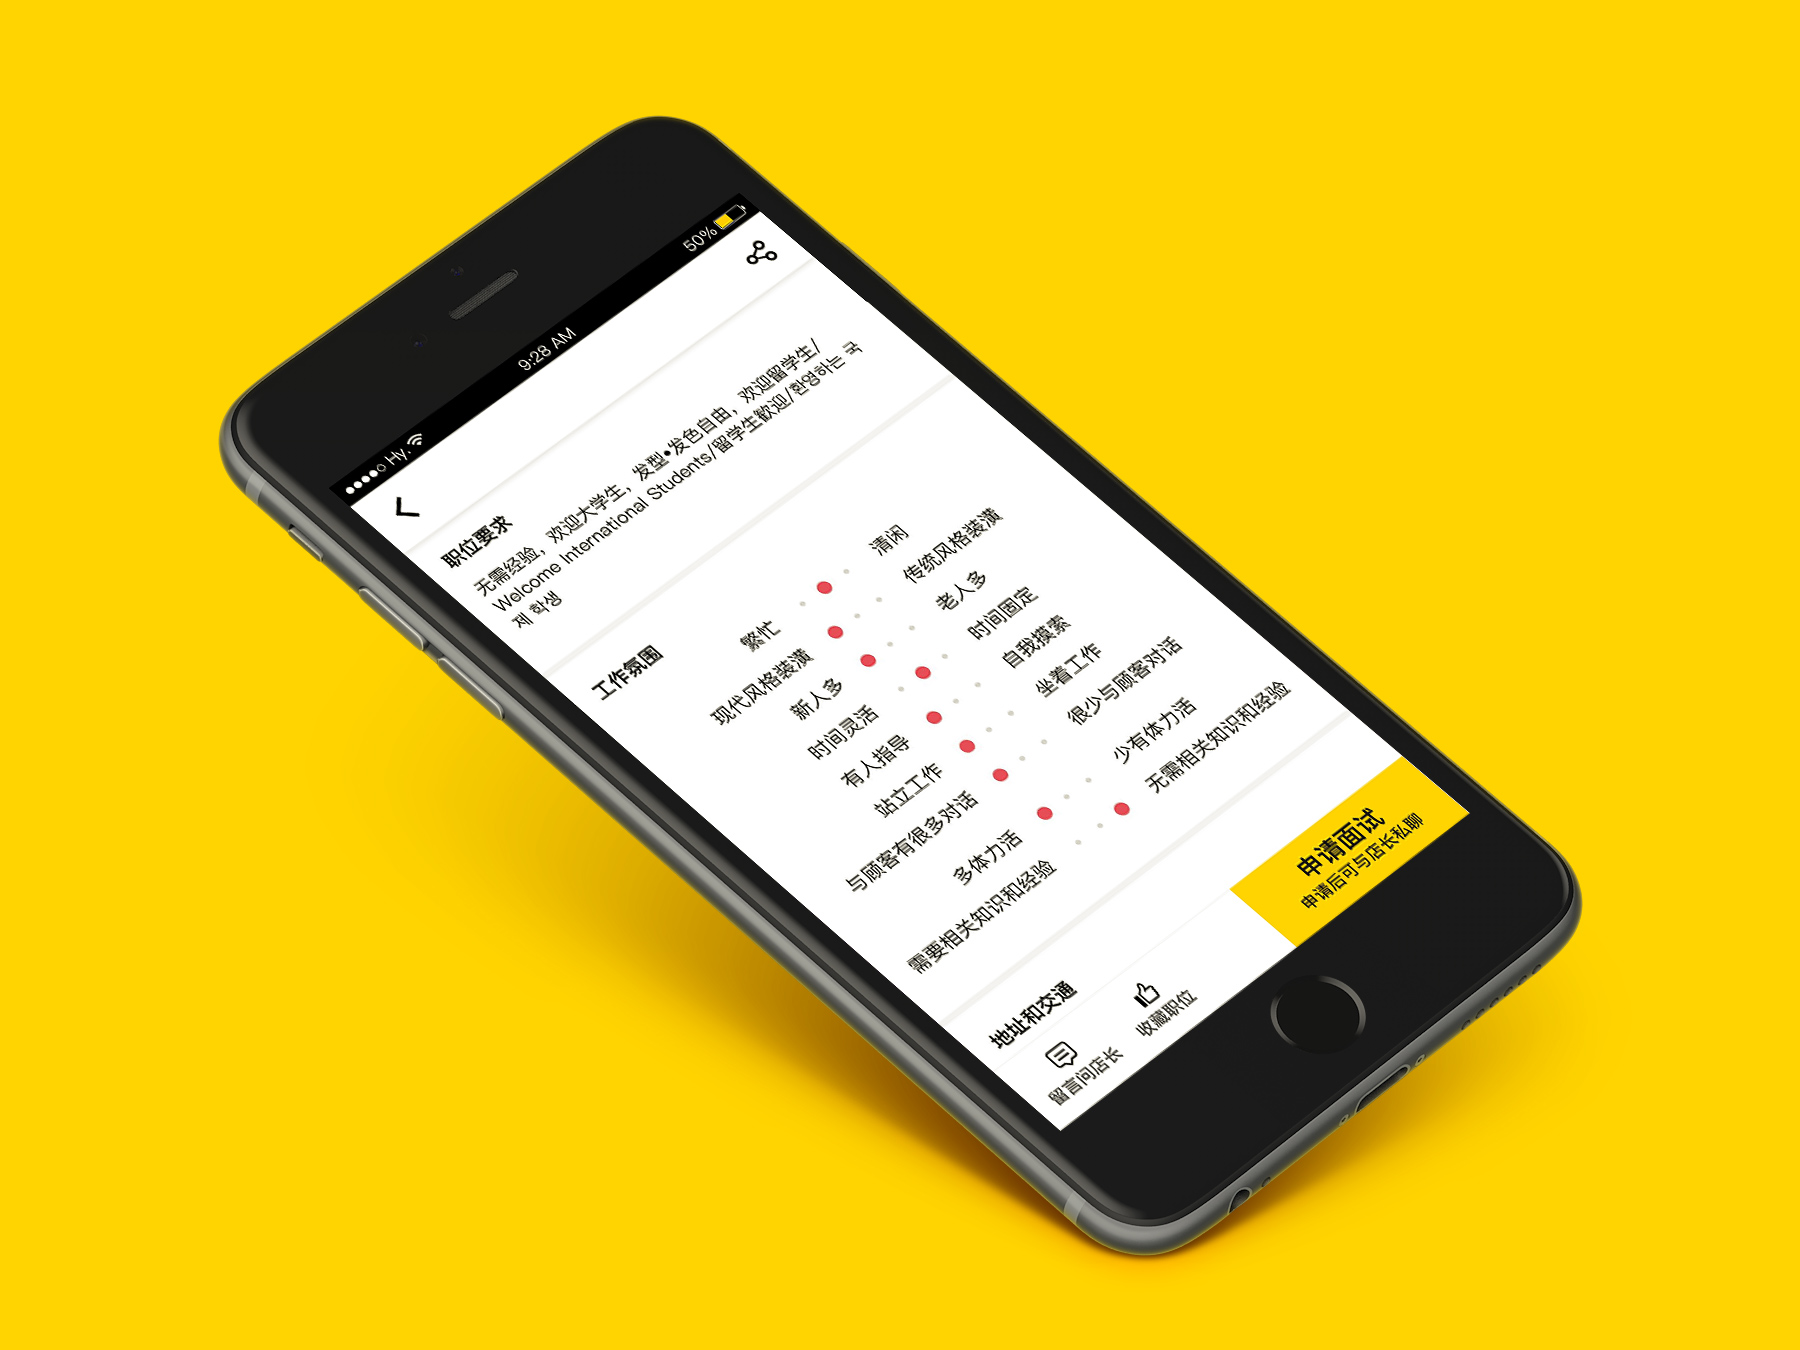 Hy. 9:28 AM 50%
职位要求
无需经验，欢迎大学生，发型•发色自由，欢迎留学生/
Welcome International Students/留学生歓迎/환영하는 국
제 학생
工作氛围
繁忙 清闲
现代风格装潢 传统风格装潢
新人多 老人多
时间灵活 时间固定
有人指导 自我摸索
站立工作 坐着工作
与顾客有很多对话 很少与顾客对话
多体力活 少有体力活
需要相关知识和经验 无需相关知识和经验
地址和交通
留言问店长
收藏职位
申请面试
申请后可与店长私聊